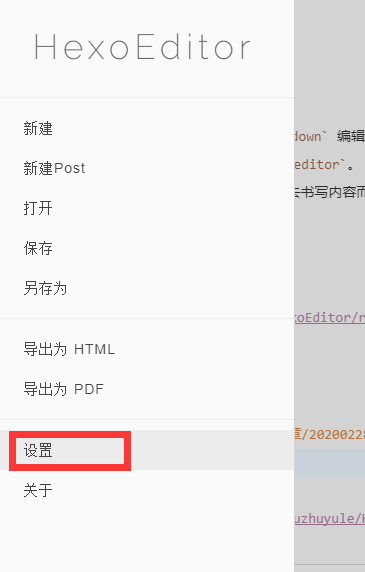 HexoEditor
新建
新建Post
down` 编辑
打开
editor`。
去书写内容而
保存
另存为
xoEditor/r
导出为 HTML
导出为 PDF
/20200228
设置
关于
uzhuyule/H